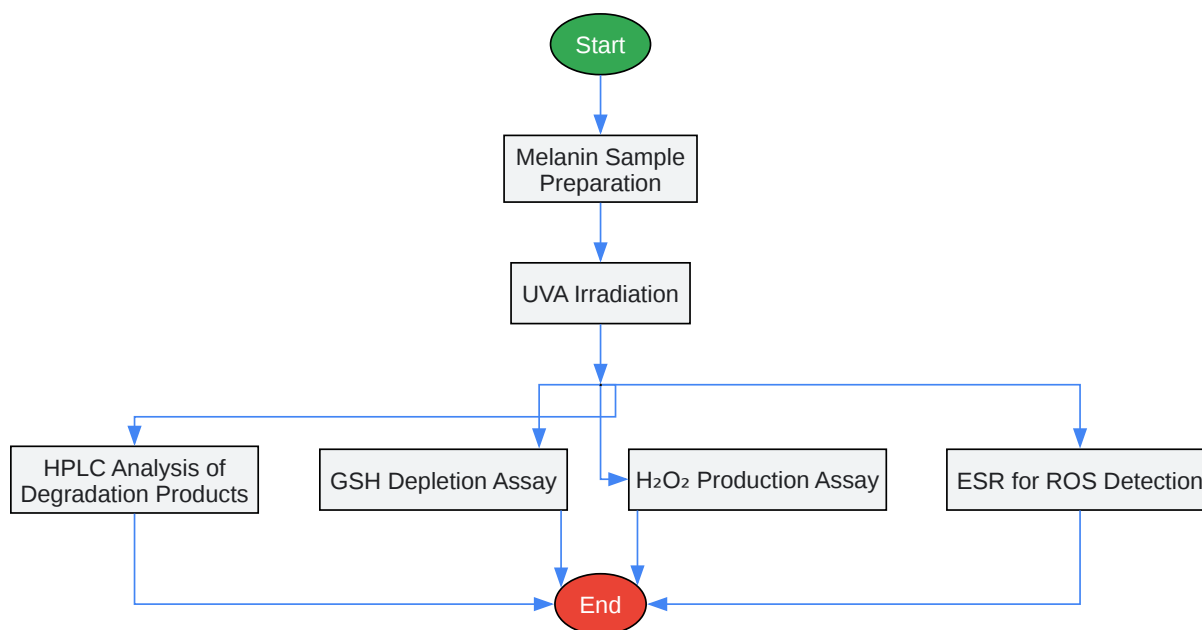 Start
Melanin Sample
Preparation
UVA Irradiation
HPLC Analysis of
Degradation Products
GSH Depletion Assay
H₂O₂ Production Assay
ESR for ROS Detection
End